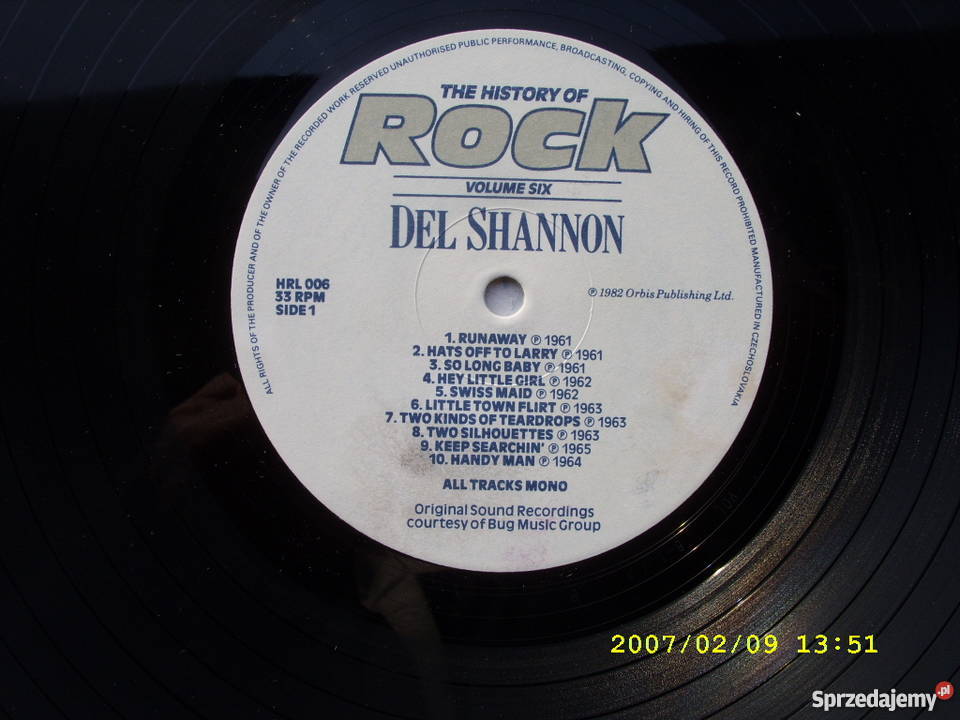 ALL RIGHTS OF THE PRODUCER AND OF THE OWNER OF THE RECORDED WORK RESERVED UNAUTHORISED PUBLIC PERFORMANCE, BROADCASTING, COPYING AND HIRING OF THIS RECORD PROHIBITED MANUFACTURED IN CZECHOSLOVAKIA
THE HISTORY OF
ROCK
VOLUME SIX
DEL SHANNON
HRL 006
33 RPM
SIDE 1
℗ 1982 Orbis Publishing Ltd.
1. RUNAWAY ℗ 1961
2. HATS OFF TO LARRY ℗ 1961
3. SO LONG BABY ℗ 1961
4. HEY LITTLE GIRL ℗ 1962
5. SWISS MAID ℗ 1962
6. LITTLE TOWN FLIRT ℗ 1963
7. TWO KINDS OF TEARDROPS ℗ 1963
8. TWO SILHOUETTES ℗ 1963
9. KEEP SEARCHIN' ℗ 1965
10. HANDY MAN ℗ 1964
ALL TRACKS MONO
Original Sound Recordings
courtesy of Bug Music Group
2007/02/09 13:51
Sprzedajemy.pl